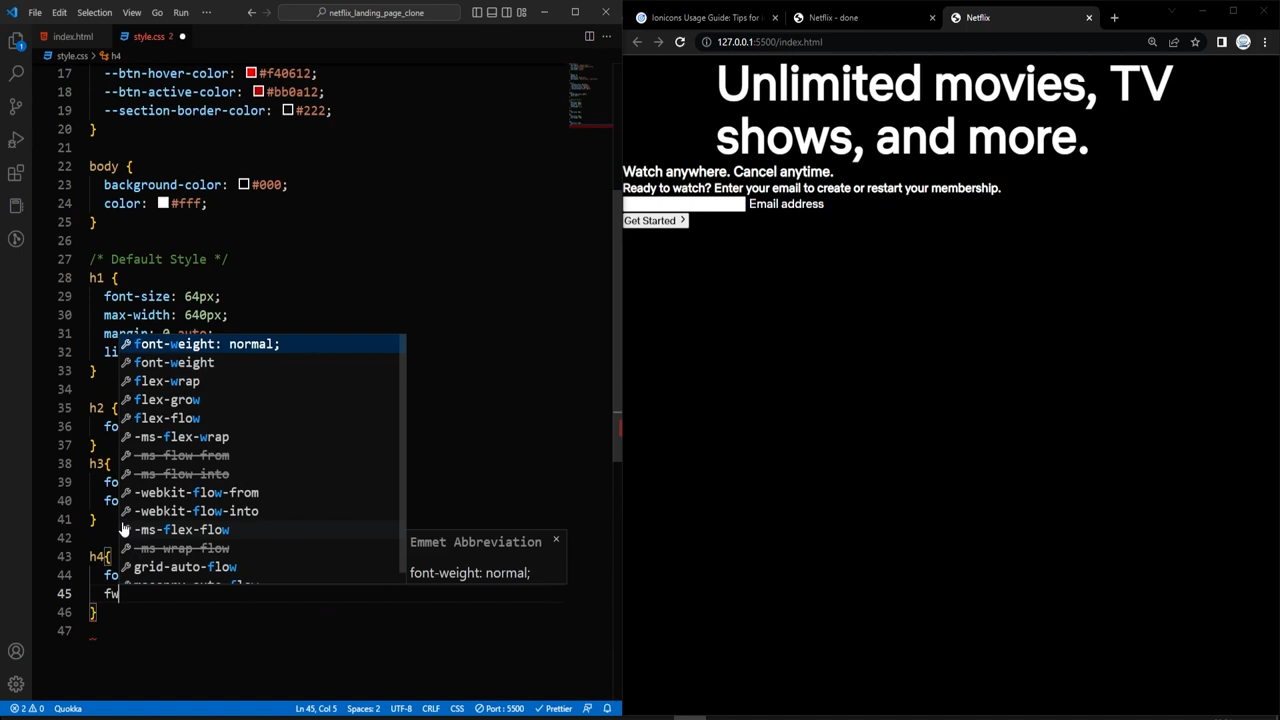 File Edit Selection View Go Run ···
netflix_landing_page_clone
index.html
style.css 2
style.css > h4
17 --btn-hover-color: #f40612;
18 --btn-active-color: #bb0a12;
19 --section-border-color: #222;
20 }
21
22 body {
23 background-color: #000;
24 color: #fff;
25 }
26
27 /* Default Style */
28 h1 {
29 font-size: 64px;
30 max-width: 640px;
31 margin: 0 auto;
32 li
33 }
34
35 h2 {
36 fo
37 }
38 h3{
39 fo
40 fo
41 }
42
43 h4{
44 fo
45 fw
46 }
47
font-weight: normal;
font-weight
flex-wrap
flex-grow
flex-flow
-ms-flex-wrap
-ms-flow-from
-ms-flow-into
-webkit-flow-from
-webkit-flow-into
-ms-flex-flow
-ms-wrap-flow
grid-auto-flow
Emmet Abbreviation
font-weight: normal;
2 0 Quokka Ln 45, Col 5 Spaces: 2 UTF-8 CRLF CSS Port : 5500 Prettier
Ionicons Usage Guide: Tips for
Netflix - done
Netflix
127.0.0.1:5500/index.html
Unlimited movies, TV
shows, and more.
Watch anywhere. Cancel anytime.
Ready to watch? Enter your email to create or restart your membership.
Email address
Get Started >